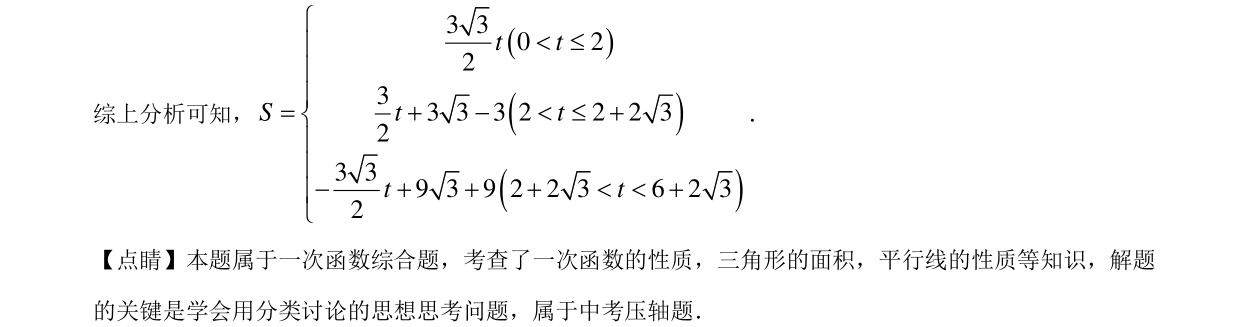 综上分析可知，S = { (3√3/2)t (0 < t ≤ 2)
(3/2)t + 3√3 − 3 (2 < t ≤ 2 + 2√3) .
−(3√3/2)t + 9√3 + 9 (2 + 2√3 < t < 6 + 2√3)
【点睛】本题属于一次函数综合题，考查了一次函数的性质，三角形的面积，平行线的性质等知识，解题
的关键是学会用分类讨论的思想思考问题，属于中考压轴题．